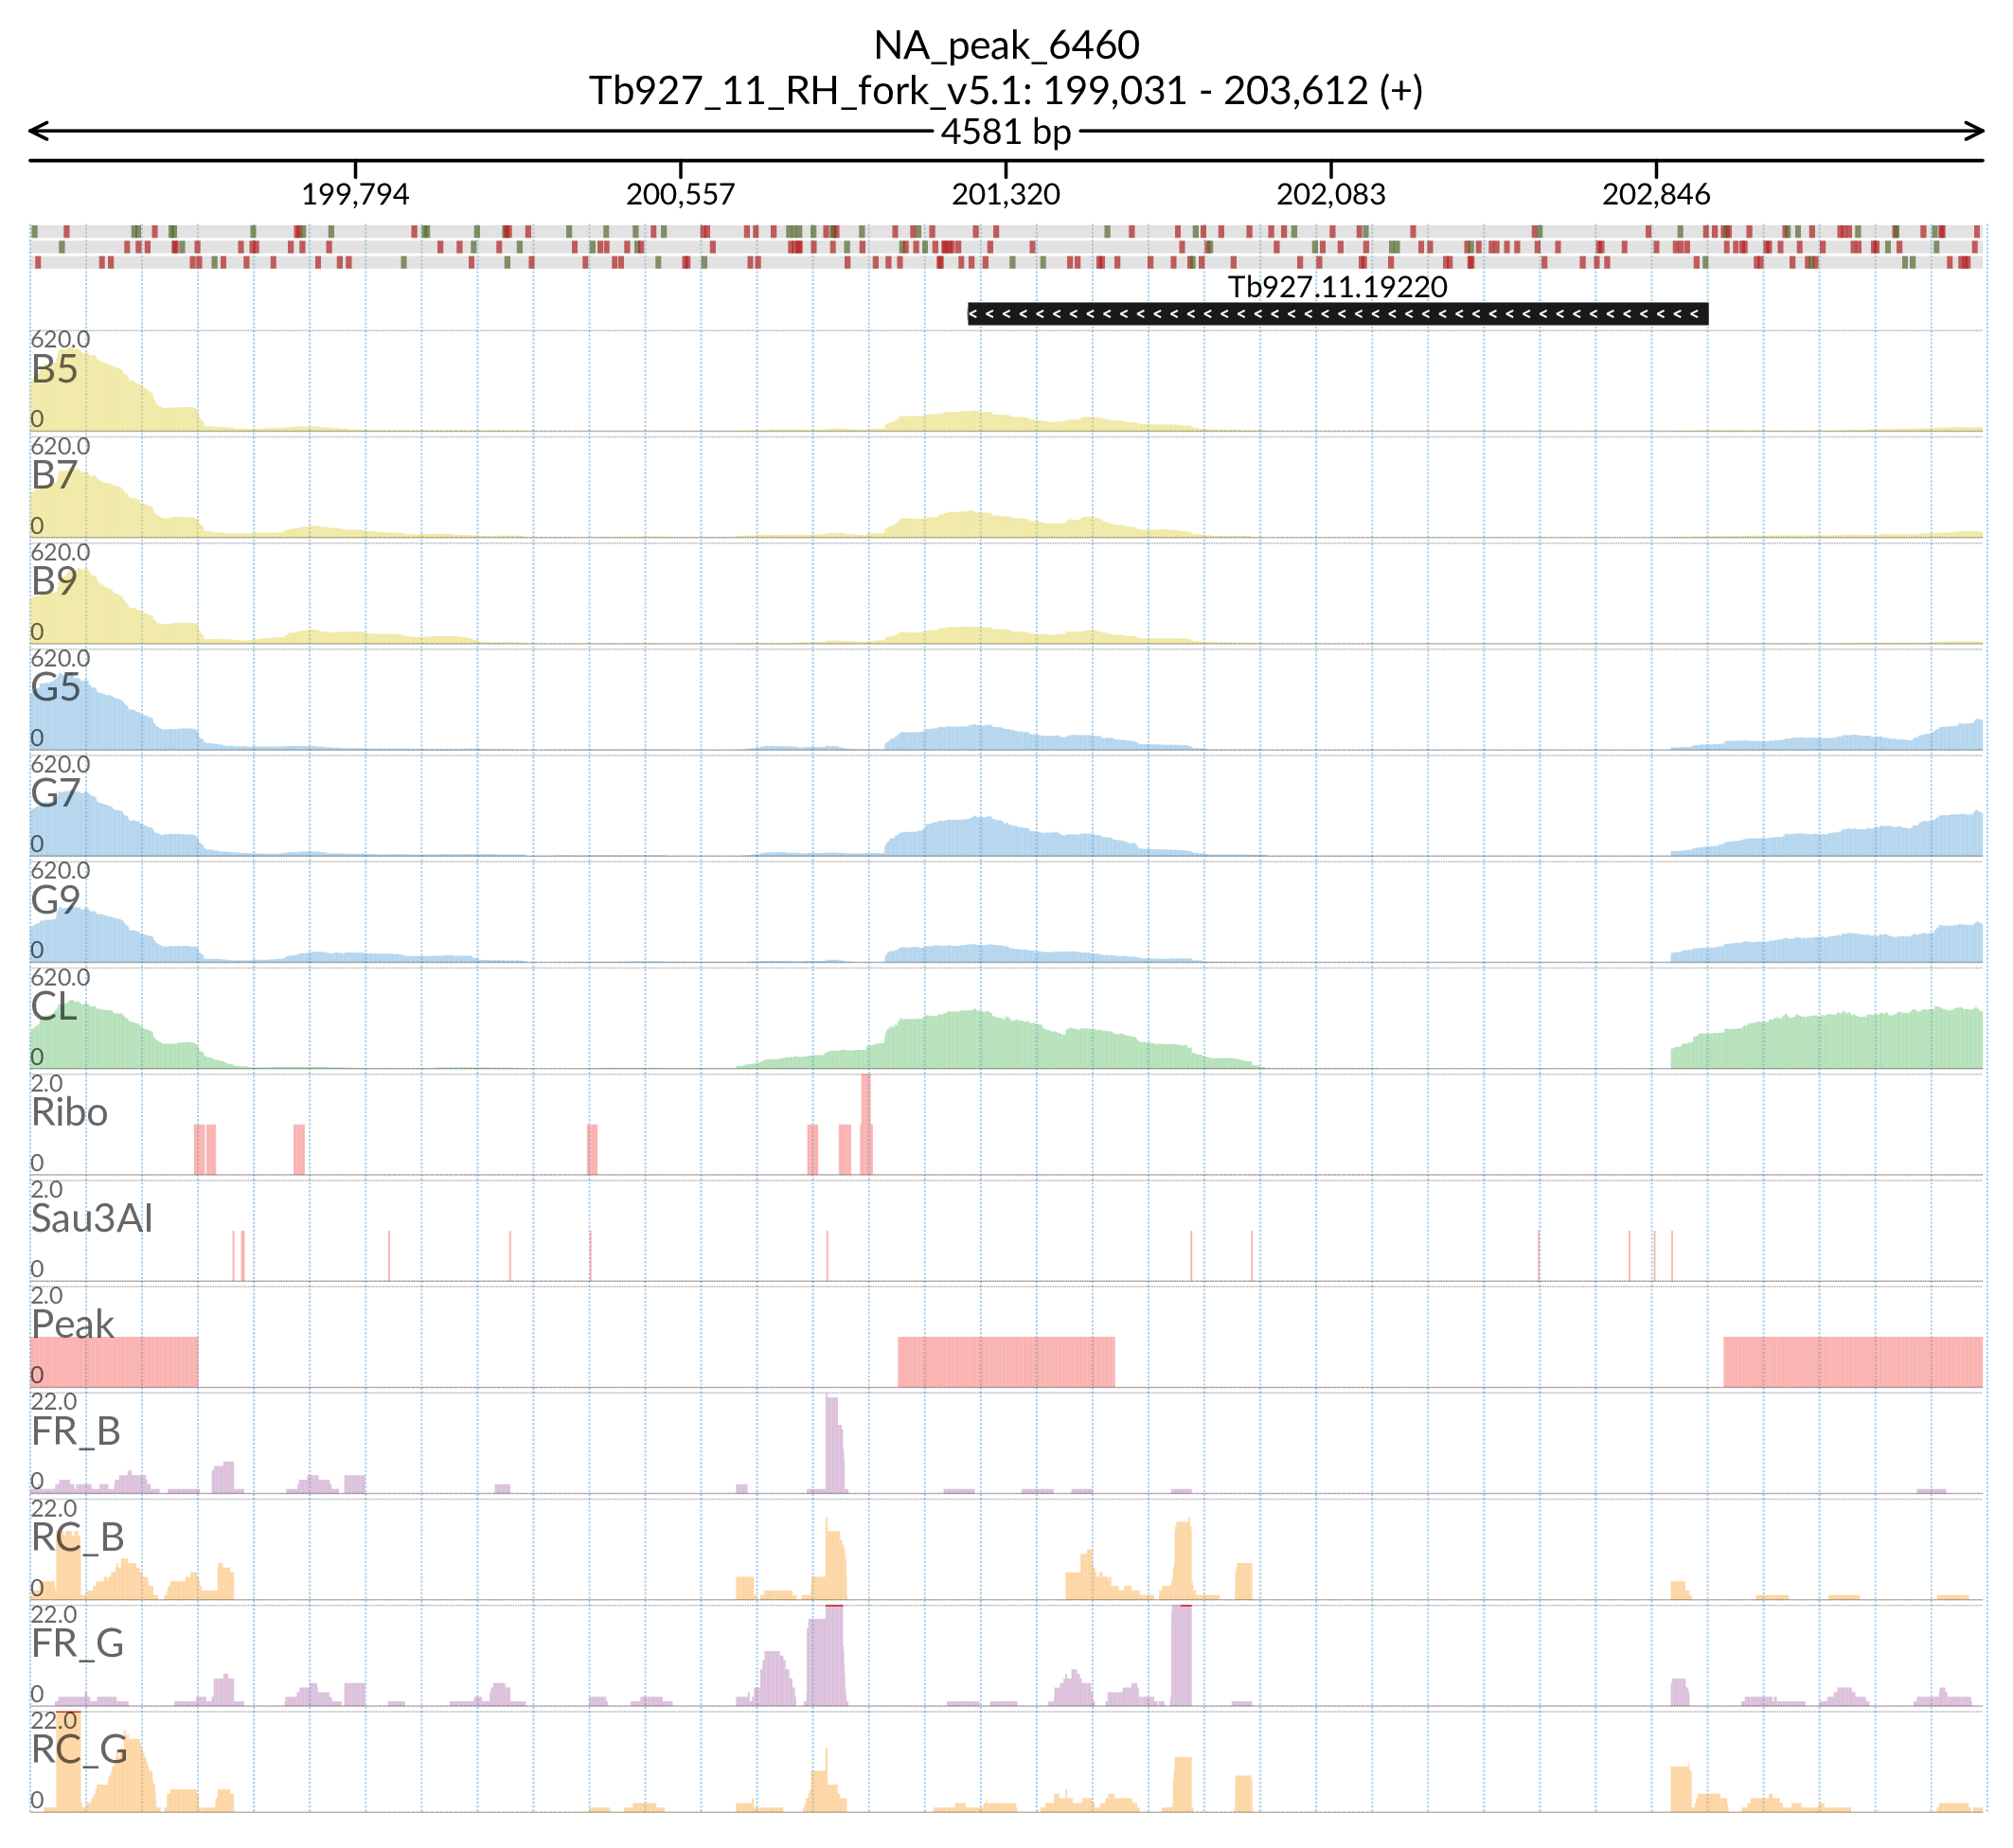 NA_peak_6460
Tb927_11_RH_fork_v5.1: 199,031 - 203,612 (+)
4581 bp
199,794 200,557 201,320 202,083 202,846
Tb927.11.19220
620.0
B5
0
620.0
B7
0
620.0
B9
0
620.0
G5
0
620.0
G7
0
620.0
G9
0
620.0
CL
0
2.0
Ribo
0
2.0
Sau3AI
0
2.0
Peak
0
22.0
FR_B
0
22.0
RC_B
0
22.0
FR_G
0
22.0
RC_G
0